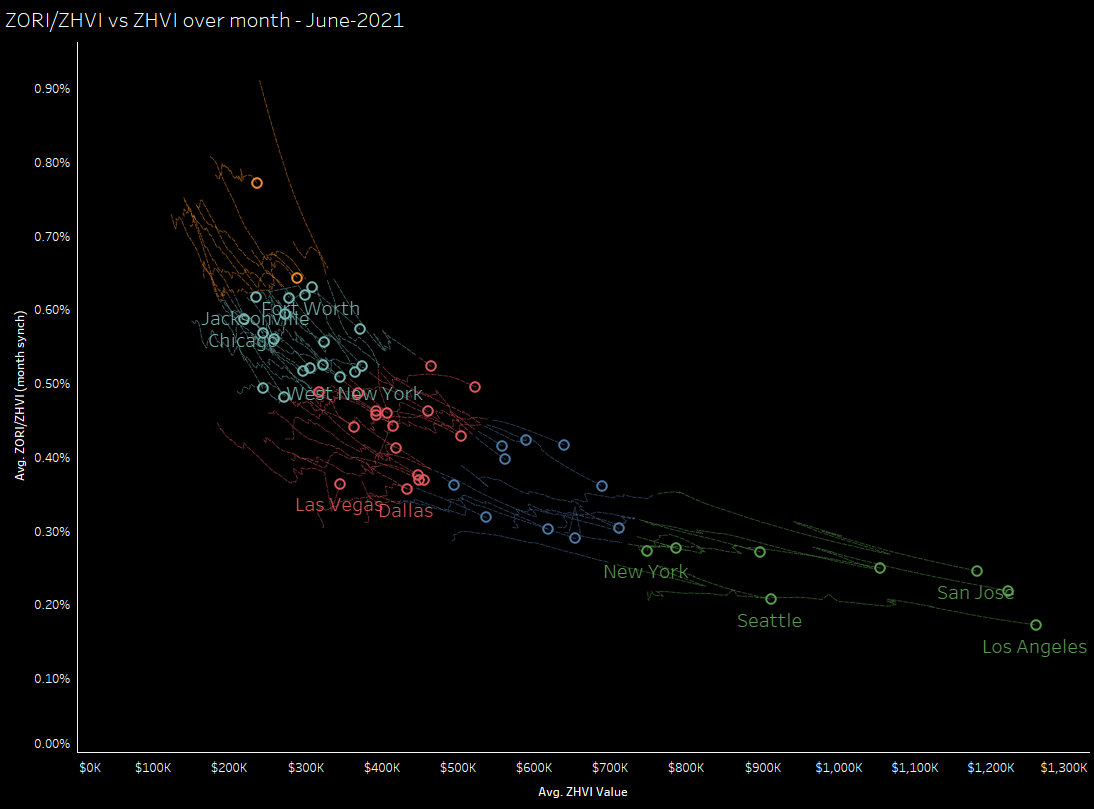 ZORI/ZHVI vs ZHVI over month - June-2021
Avg. ZORI/ZHVI (month synch)
0.90%
0.80%
0.70%
0.60%
0.50%
0.40%
0.30%
0.20%
0.10%
0.00%
Fort Worth
Jacksonville
Chicago
West New York
Las Vegas
Dallas
New York
San Jose
Seattle
Los Angeles
$0K $100K $200K $300K $400K $500K $600K $700K $800K $900K $1,000K $1,100K $1,200K $1,300K
Avg. ZHVI Value